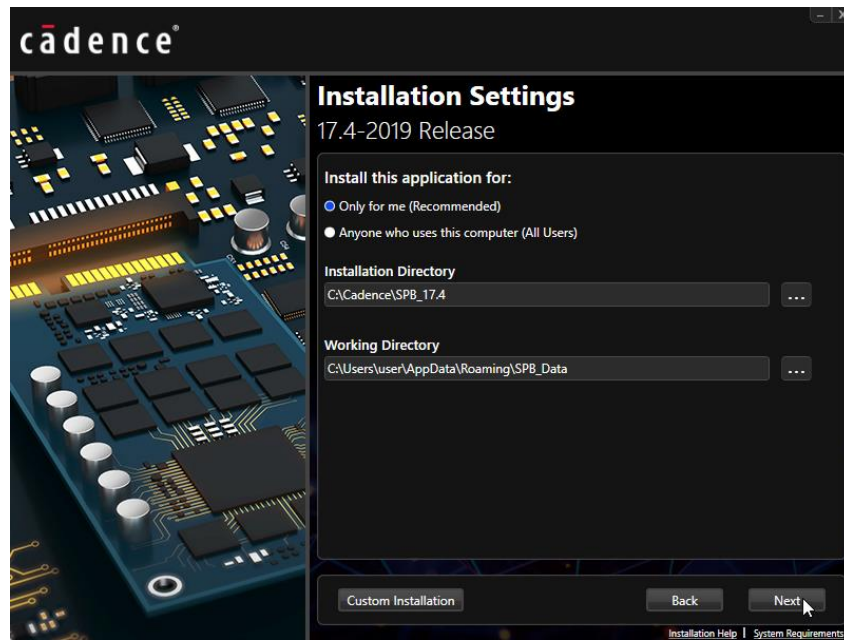 cādence®
Installation Settings
17.4-2019 Release
Install this application for:
Only for me (Recommended)
Anyone who uses this computer (All Users)
Installation Directory
C:\Cadence\SPB_17.4
...
Working Directory
C:\Users\user\AppData\Roaming\SPB_Data
...
Custom Installation
Back
Next
Installation Help | System Requirements